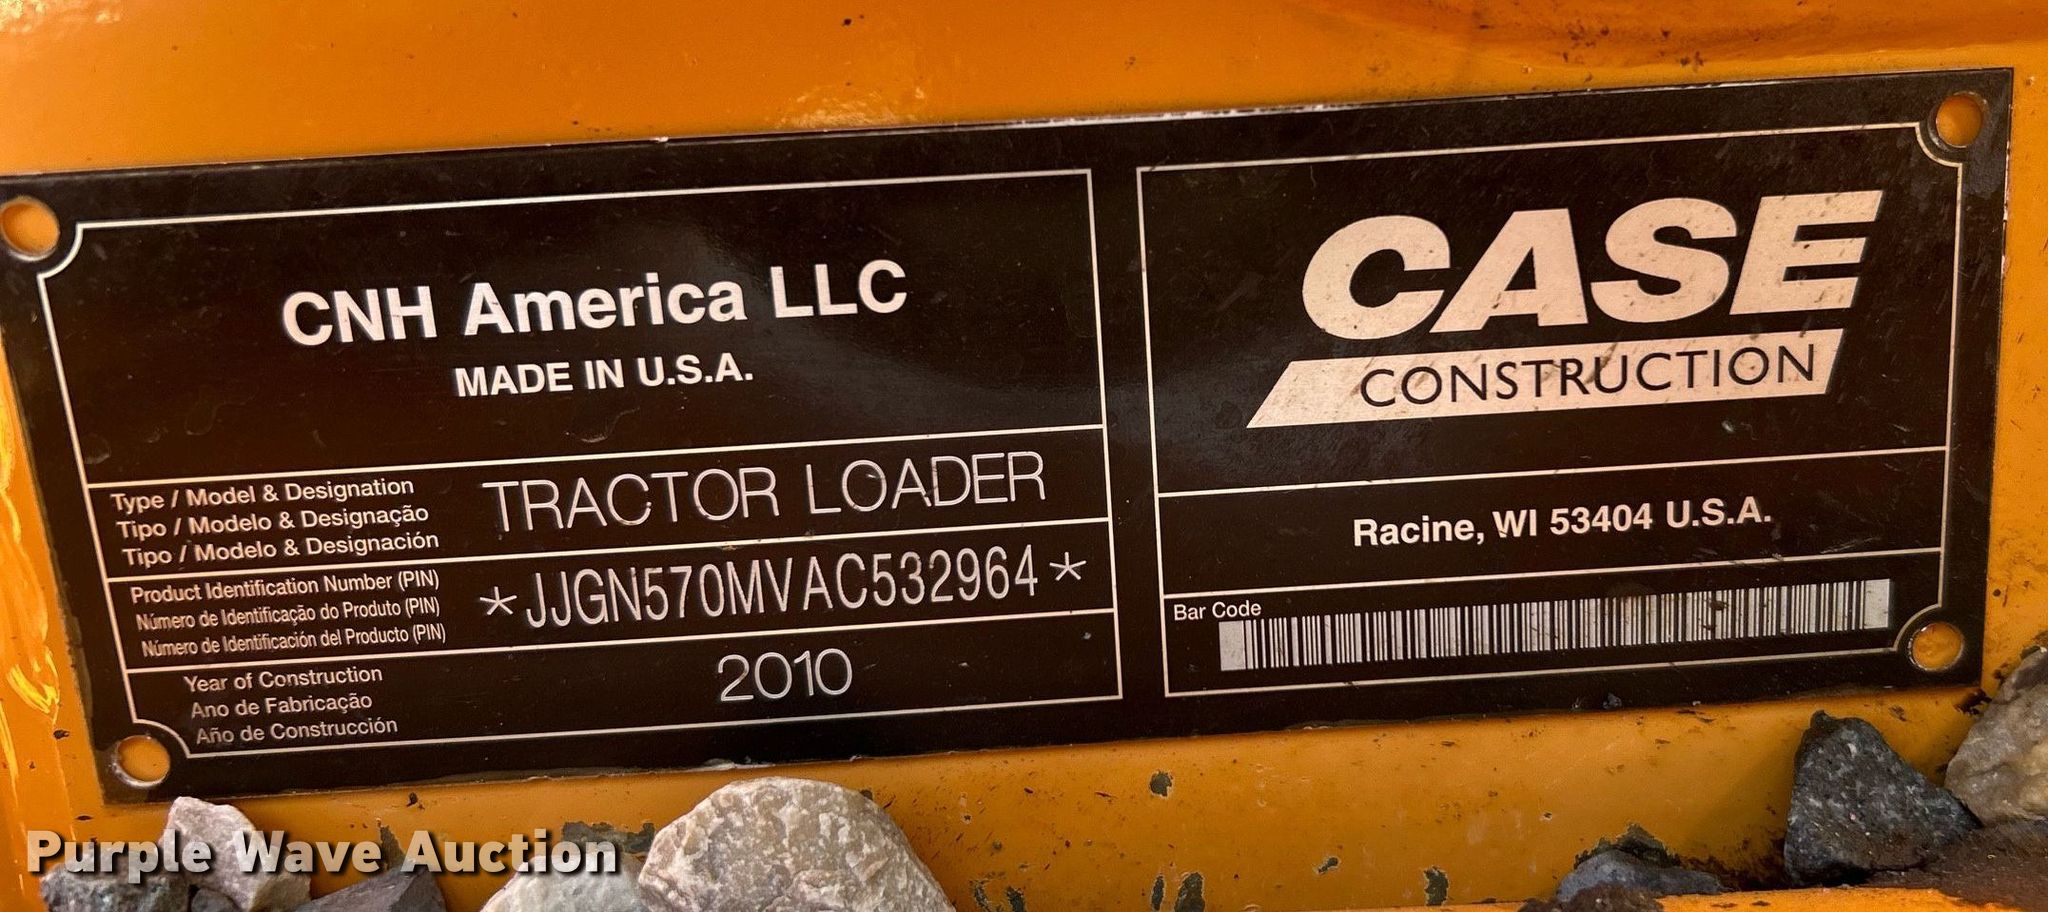 CNH America LLC
MADE IN U.S.A.
Type / Model & Designation
Tipo / Modelo & Designação
Tipo / Modelo & Designación
TRACTOR LOADER
Product Identification Number (PIN)
Número de Identificação do Produto (PIN)
Número de Identificación del Producto (PIN)
*JJGN570MVAC532964*
Year of Construction
Ano de Fabricação
Año de Construcción
2010
CASE
CONSTRUCTION
Racine, WI 53404 U.S.A.
Bar Code
Purple Wave Auction